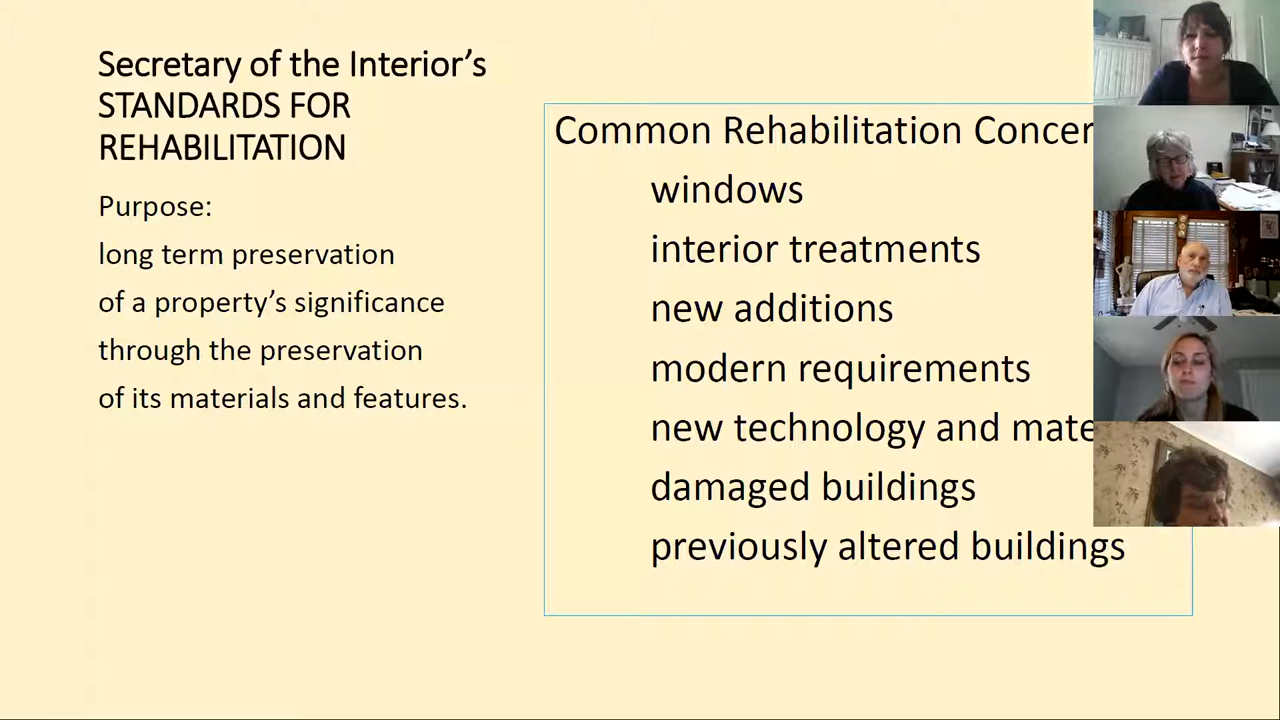 Secretary of the Interior’s
STANDARDS FOR
REHABILITATION
Purpose:
long term preservation
of a property’s significance
through the preservation
of its materials and features.
Common Rehabilitation Concer
windows
interior treatments
new additions
modern requirements
new technology and mate
damaged buildings
previously altered buildings